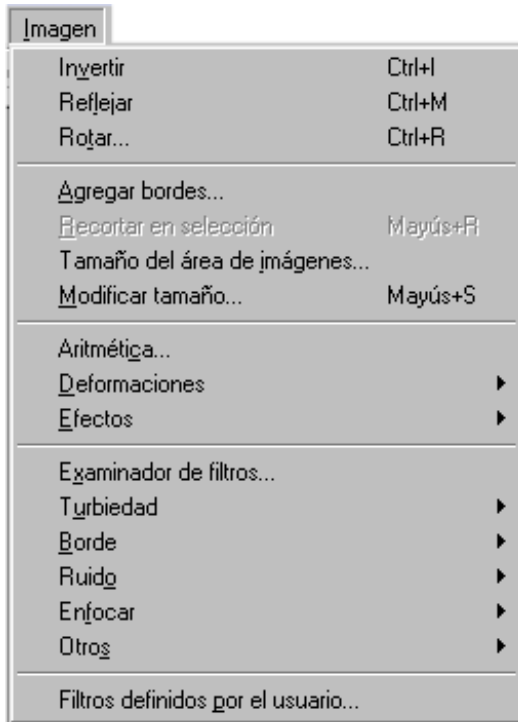 Imagen
Invertir Ctrl+I
Reflejar Ctrl+M
Rotar... Ctrl+R
Agregar bordes...
Recortar en selección Mayús+R
Tamaño del área de imágenes...
Modificar tamaño... Mayús+S
Aritmética...
Deformaciones
Efectos
Examinador de filtros...
Turbiedad
Borde
Ruido
Enfocar
Otros
Filtros definidos por el usuario...